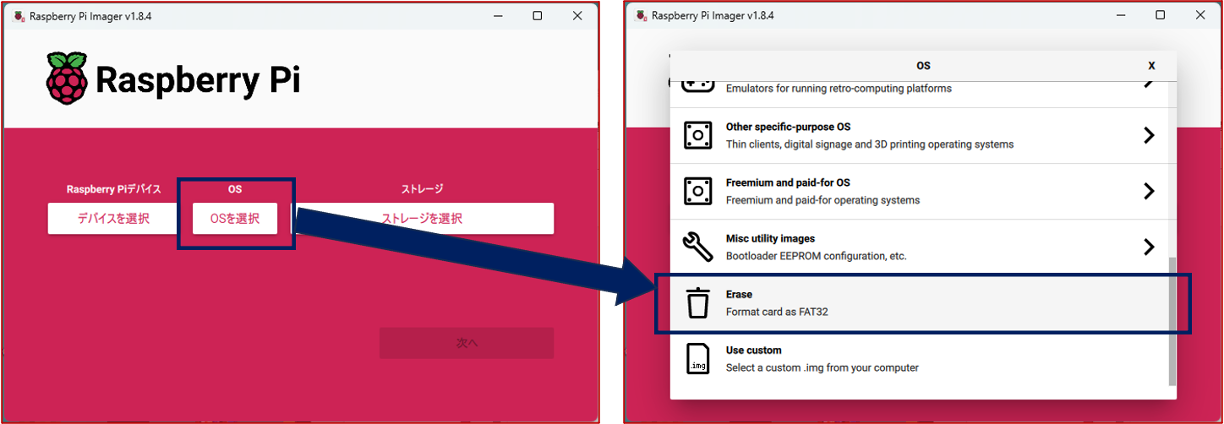 Raspberry Pi Imager v1.8.4
Raspberry Pi
Raspberry Piデバイス
OS
ストレージ
デバイスを選択
OSを選択
ストレージを選択
次へ
Raspberry Pi Imager v1.8.4
OS
X
Emulators for running retro-computing platforms
Other specific-purpose OS
Thin clients, digital signage and 3D printing operating systems
Freemium and paid-for OS
Freemium and paid-for operating systems
Misc utility images
Bootloader EEPROM configuration, etc.
Erase
Format card as FAT32
.img
Use custom
Select a custom .img from your computer